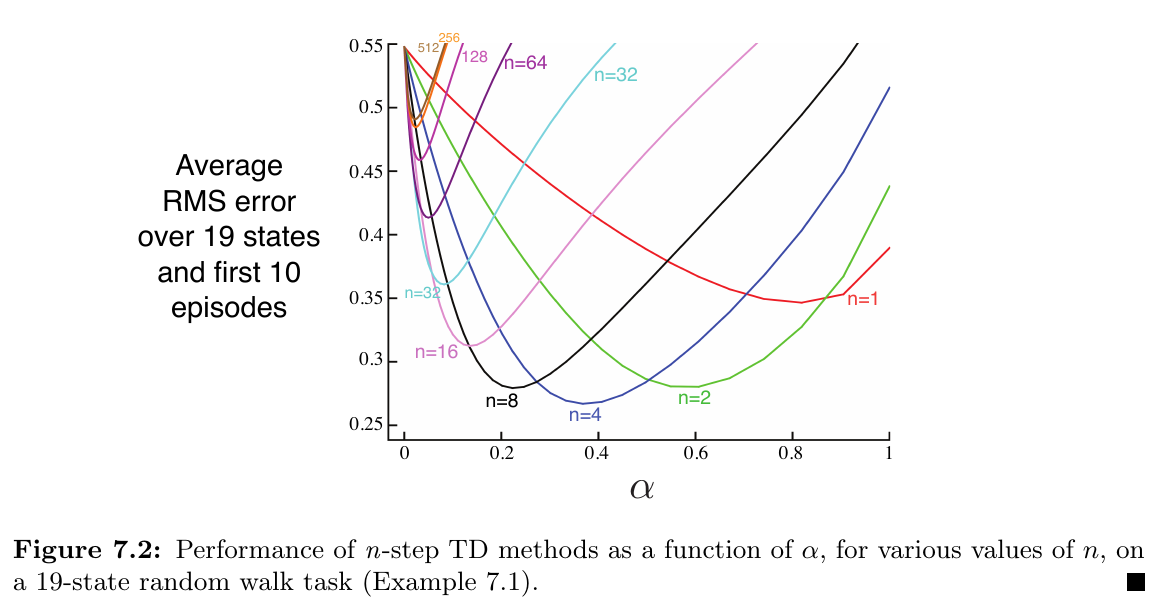 0.55
256
512
128
n=64
n=32
0.5
Average
RMS error
over 19 states
and first 10
episodes
0.45
0.4
0.35
n=32
n=1
0.3
n=16
n=8
n=4
n=2
0.25
0 0.2 0.4 0.6 0.8 1
α
Figure 7.2: Performance of n-step TD methods as a function of α, for various values of n, on
a 19-state random walk task (Example 7.1). ■